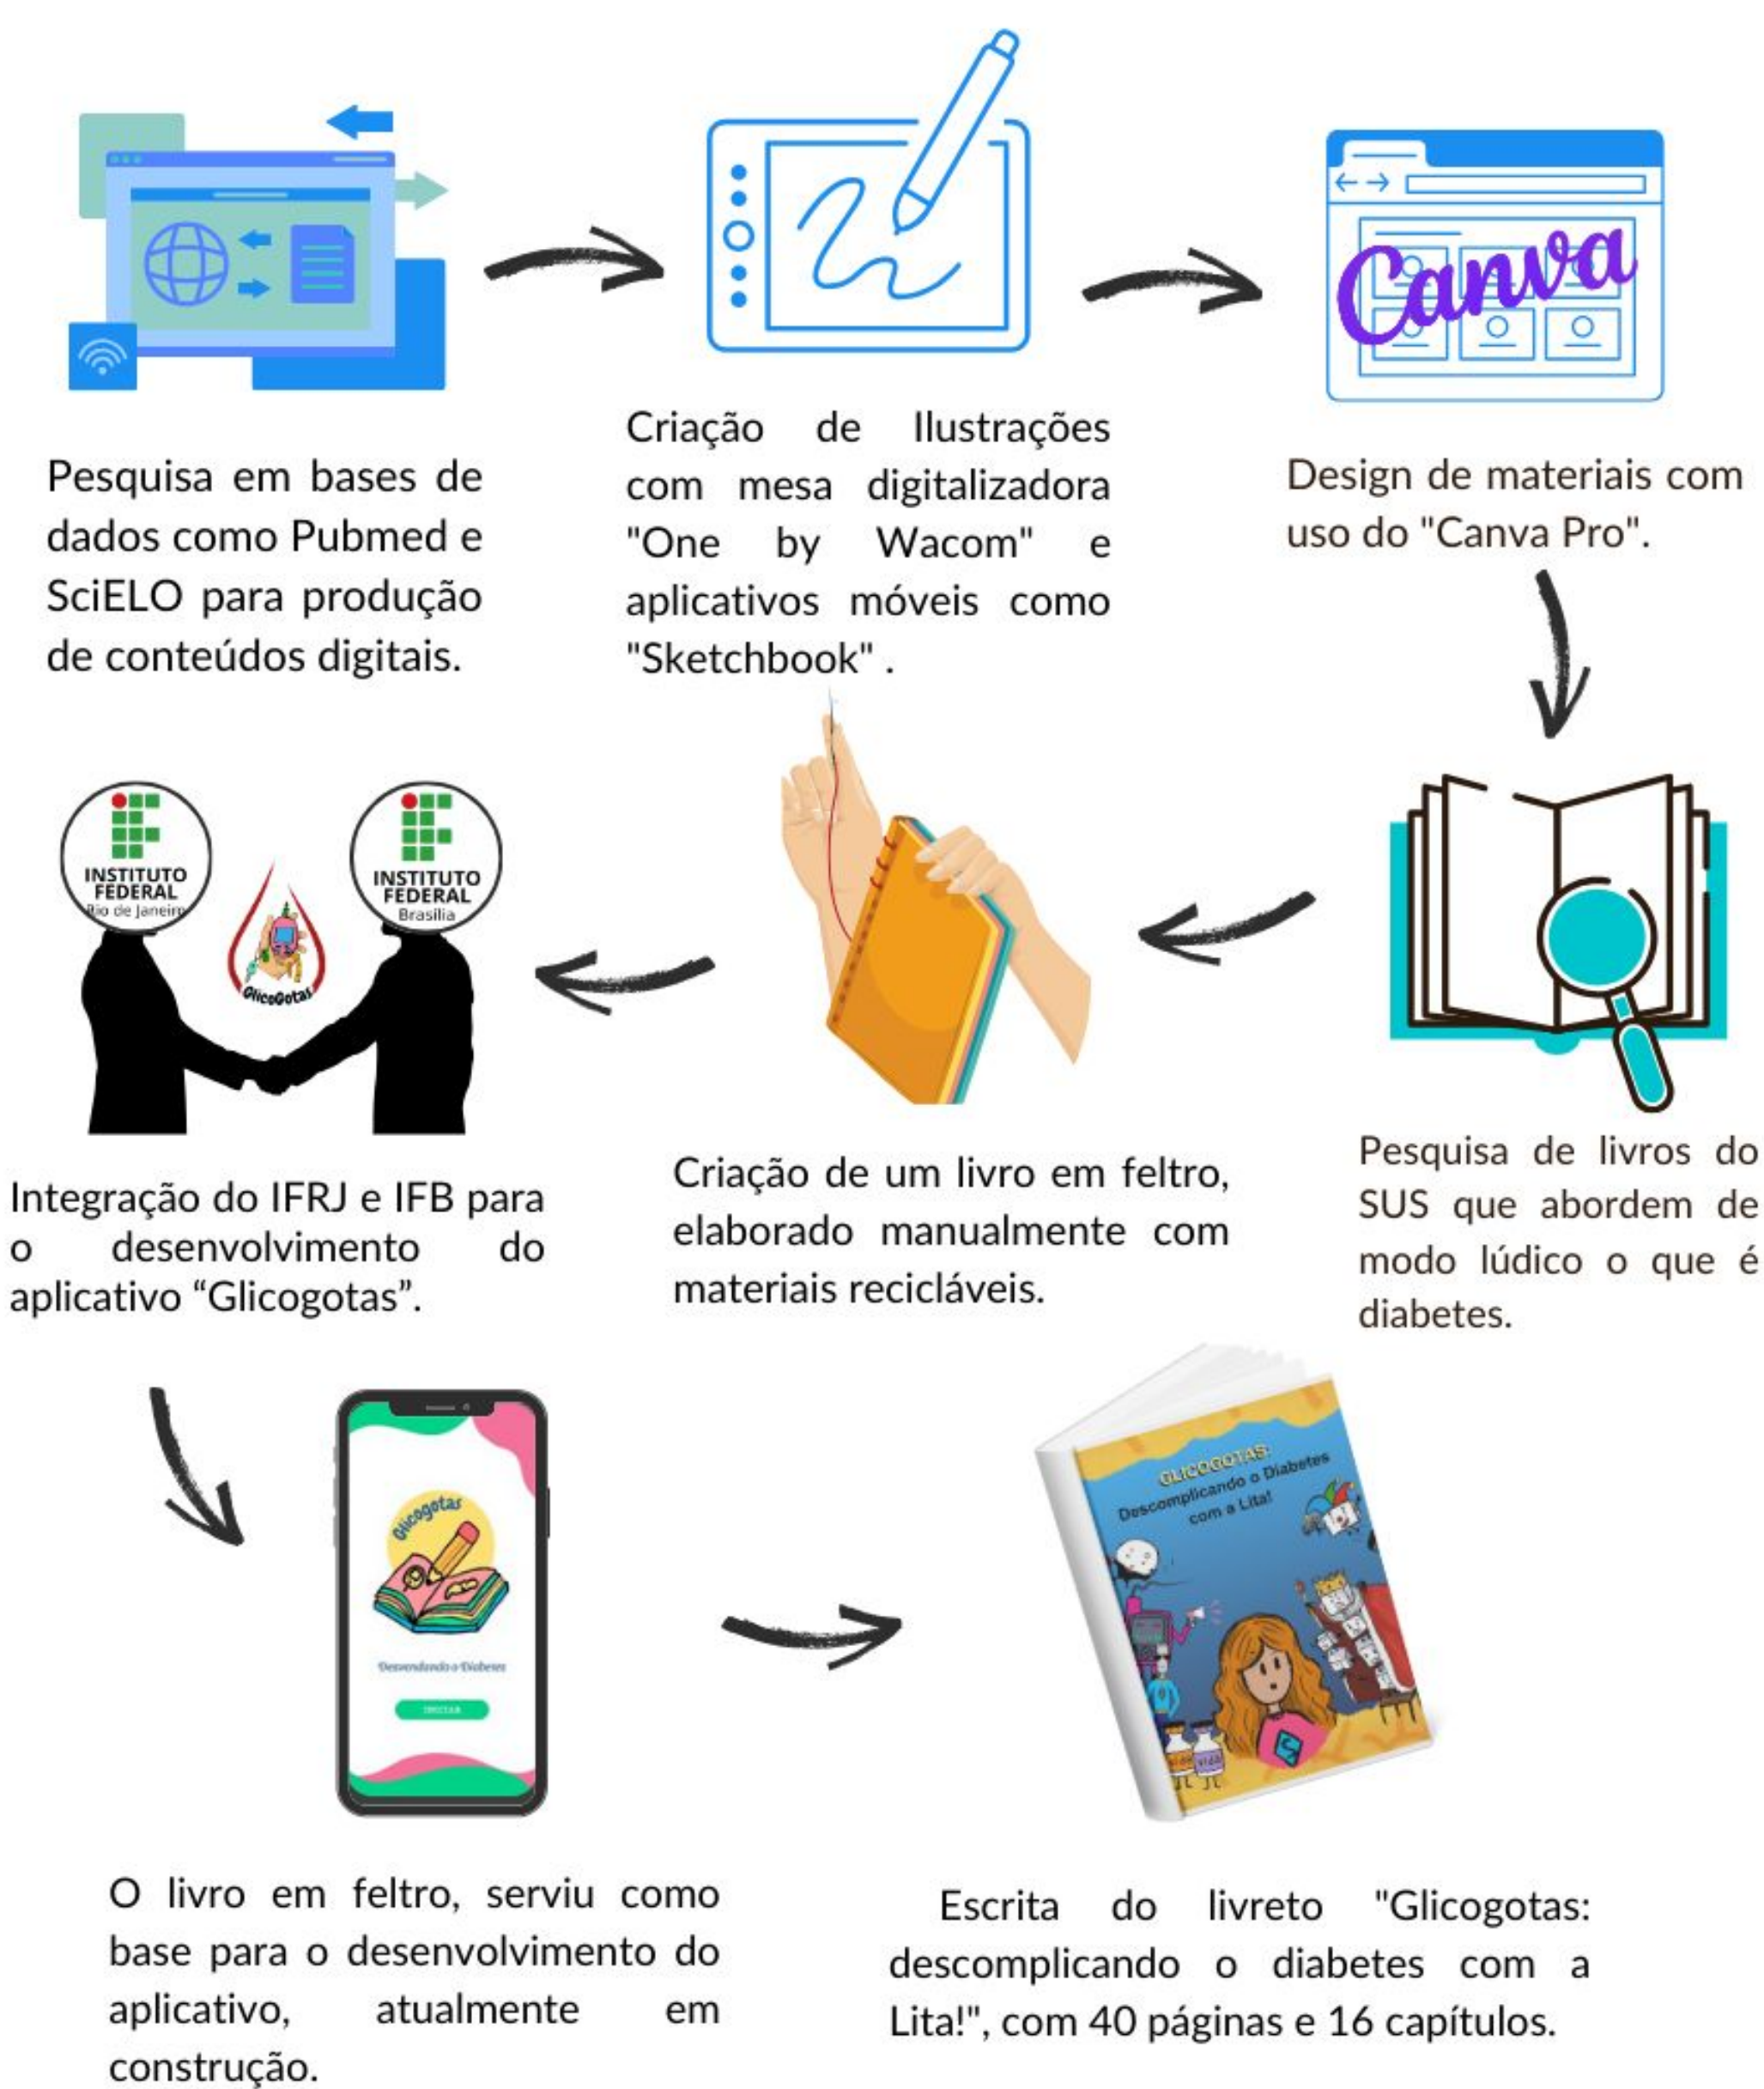 Canva
Pesquisa em bases de
dados como Pubmed e
SciELO para produção
de conteúdos digitais.
Criação de Ilustrações
com mesa digitalizadora
"One by Wacom" e
aplicativos móveis como
"Sketchbook" .
Design de materiais com
uso do "Canva Pro".
INSTITUTO
FEDERAL
Rio de Janeiro
INSTITUTO
FEDERAL
Brasília
GlicoGotas
Integração do IFRJ e IFB para
o desenvolvimento do
aplicativo “Glicogotas”.
Criação de um livro em feltro,
elaborado manualmente com
materiais recicláveis.
Pesquisa de livros do
SUS que abordem de
modo lúdico o que é
diabetes.
Glicogotas
Desvendando o Diabetes
INICIAR
GLICOGOTAS:
Descomplicando o Diabetes
com a Lita!
Vida
O livro em feltro, serviu como
base para o desenvolvimento do
aplicativo, atualmente em
construção.
Escrita do livreto "Glicogotas:
descomplicando o diabetes com a
Lita!", com 40 páginas e 16 capítulos.